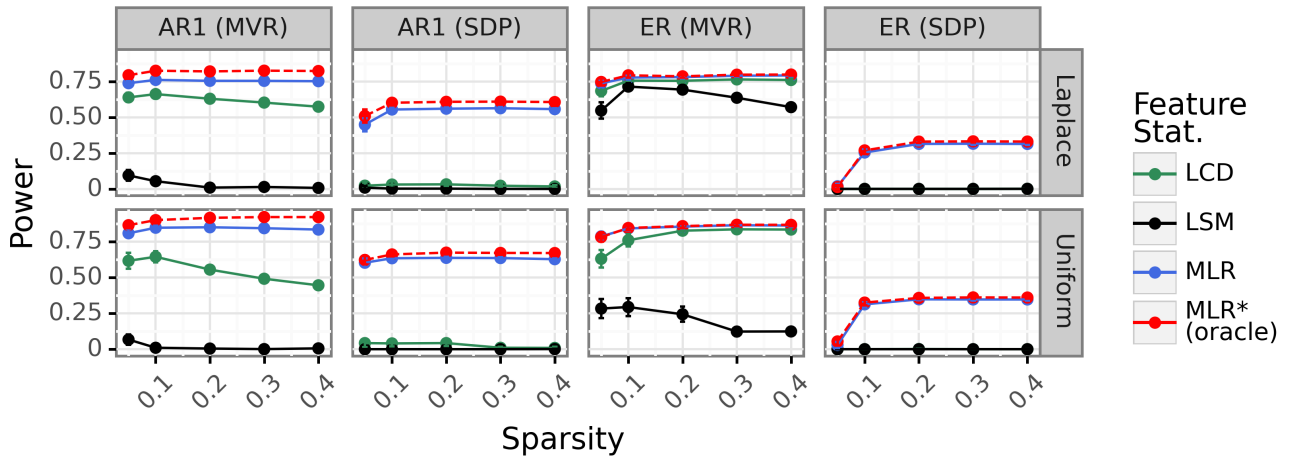 AR1 (MVR)
AR1 (SDP)
ER (MVR)
ER (SDP)
Power
0.75
0.50
0.25
0
Laplace
0.75
0.50
0.25
0
Uniform
0.1 0.2 0.3 0.4
0.1 0.2 0.3 0.4
0.1 0.2 0.3 0.4
0.1 0.2 0.3 0.4
Sparsity
Feature
Stat.
LCD
LSM
MLR
MLR*
(oracle)